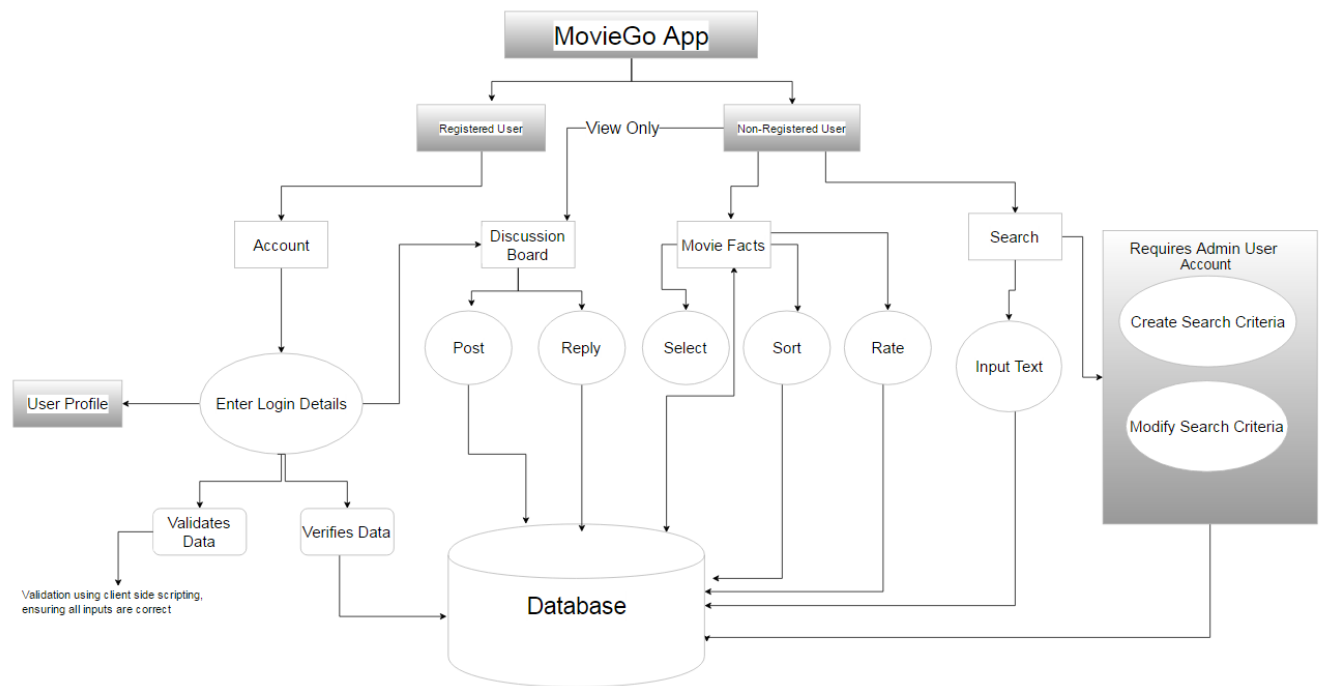 MovieGo App
Registered User
View Only
Non-Registered User
Account
Discussion
Board
Movie Facts
Search
Requires Admin User
Account
Create Search Criteria
Post
Reply
Select
Sort
Rate
Input Text
User Profile
Enter Login Details
Modify Search Criteria
Validates
Data
Verifies Data
Validation using client side scripting,
ensuring all inputs are correct
Database